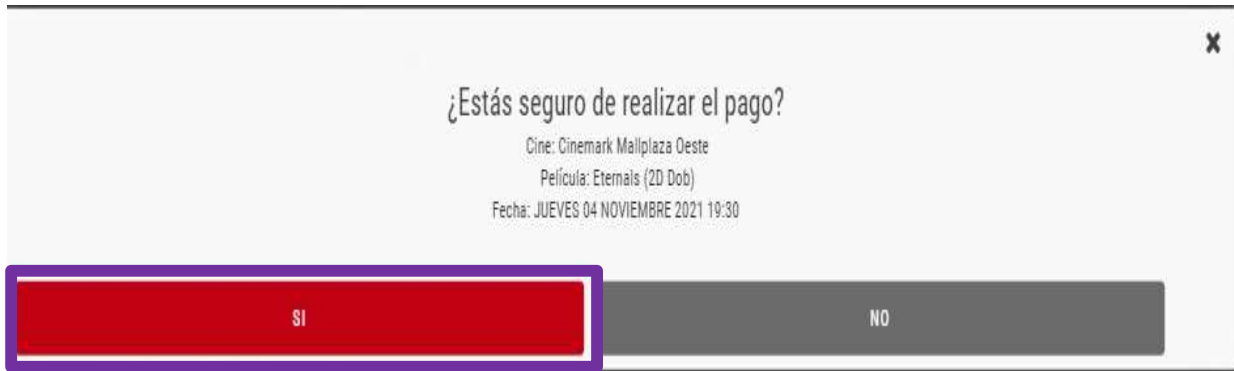 ¿Estás seguro de realizar el pago?
Cine: Cinemark Mallplaza Oeste
Película: Eternals (2D Dob)
Fecha: JUEVES 04 NOVIEMBRE 2021 19:30
SI
NO